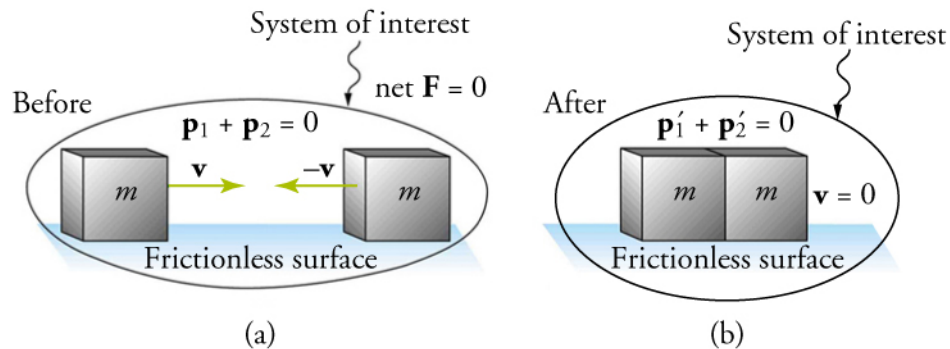 System of interest
Before
net F = 0
p₁ + p₂ = 0
v
–v
m
m
Frictionless surface
(a)
System of interest
After
p′₁ + p′₂ = 0
m
m
v = 0
Frictionless surface
(b)